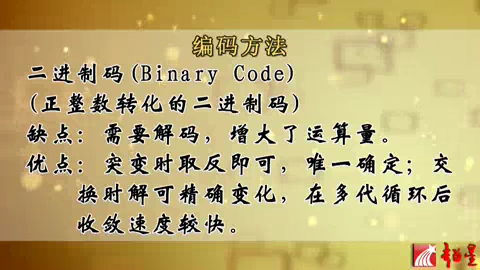 编码方法
二进制码(Binary Code)
(正整数转化的二进制码)
缺点：需要解码，增大了运算量。
优点：突变时取反即可，唯一确定；交
换时解可精确变化，在多代循环后
收敛速度较快。